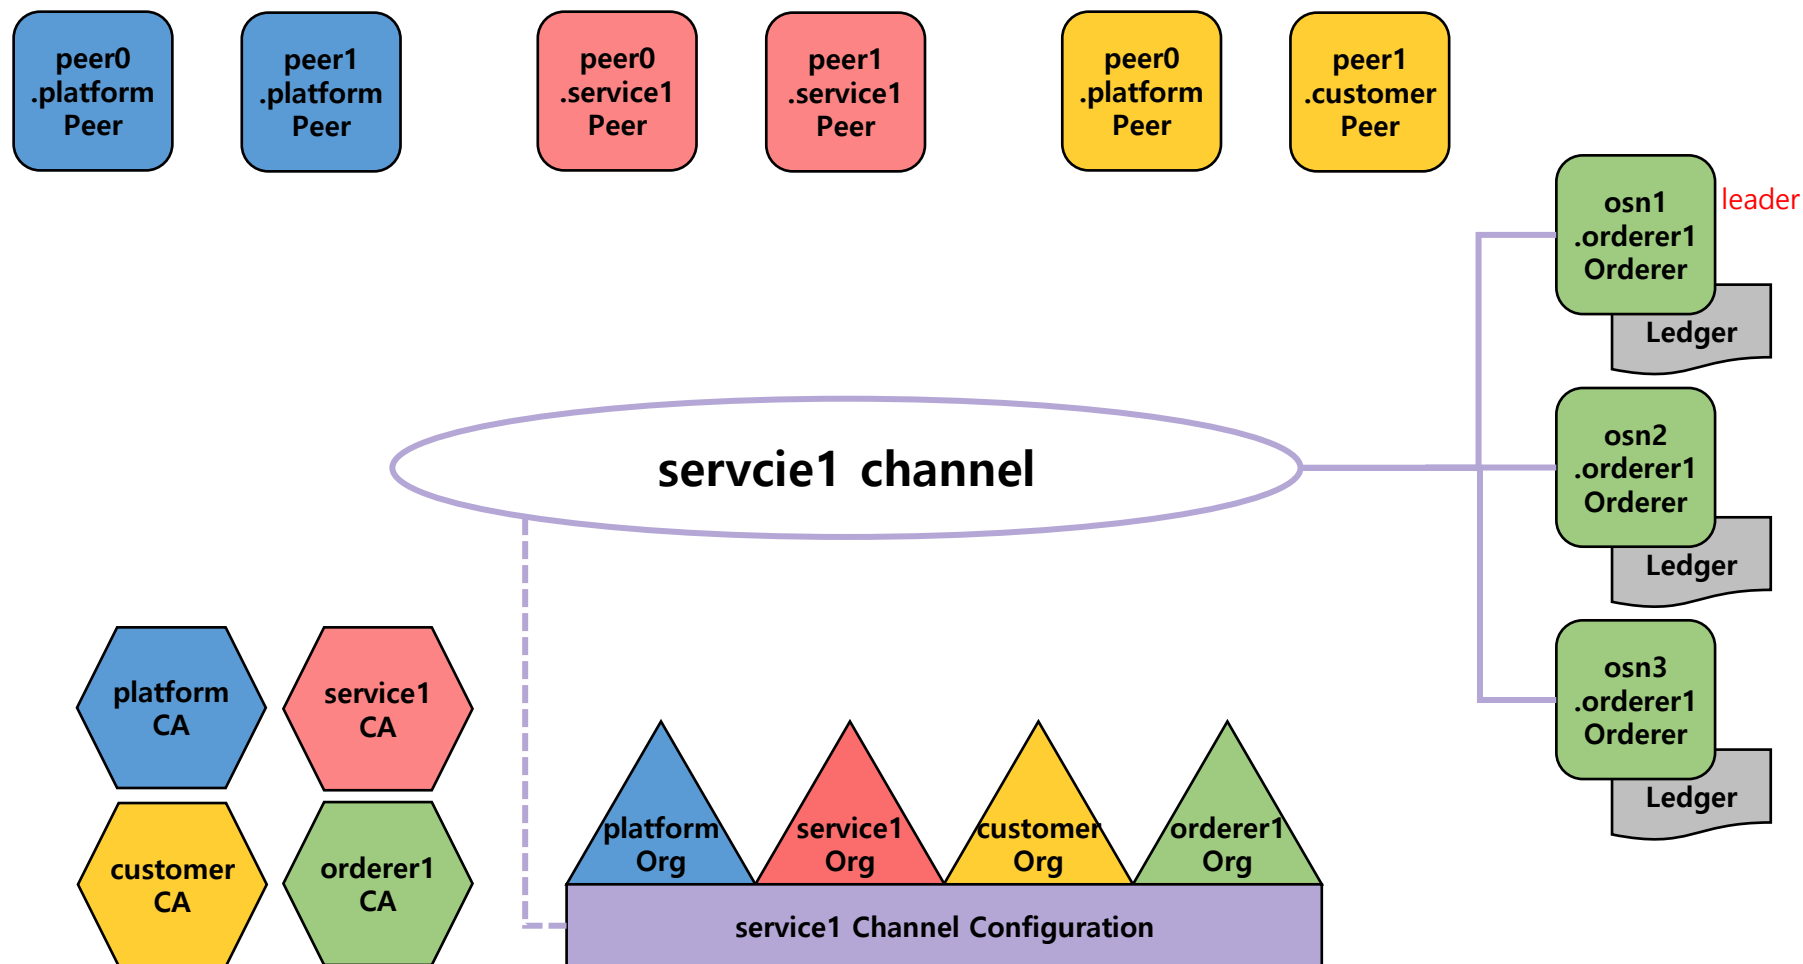 peer0
.platform
Peer
peer1
.platform
Peer
peer0
.service1
Peer
peer1
.service1
Peer
peer0
.platform
Peer
peer1
.customer
Peer
osn1
.orderer1
Orderer
leader
Ledger
osn2
.orderer1
Orderer
Ledger
servcie1 channel
osn3
.orderer1
Orderer
Ledger
platform
CA
service1
CA
customer
CA
orderer1
CA
platform
Org
service1
Org
customer
Org
orderer1
Org
service1 Channel Configuration